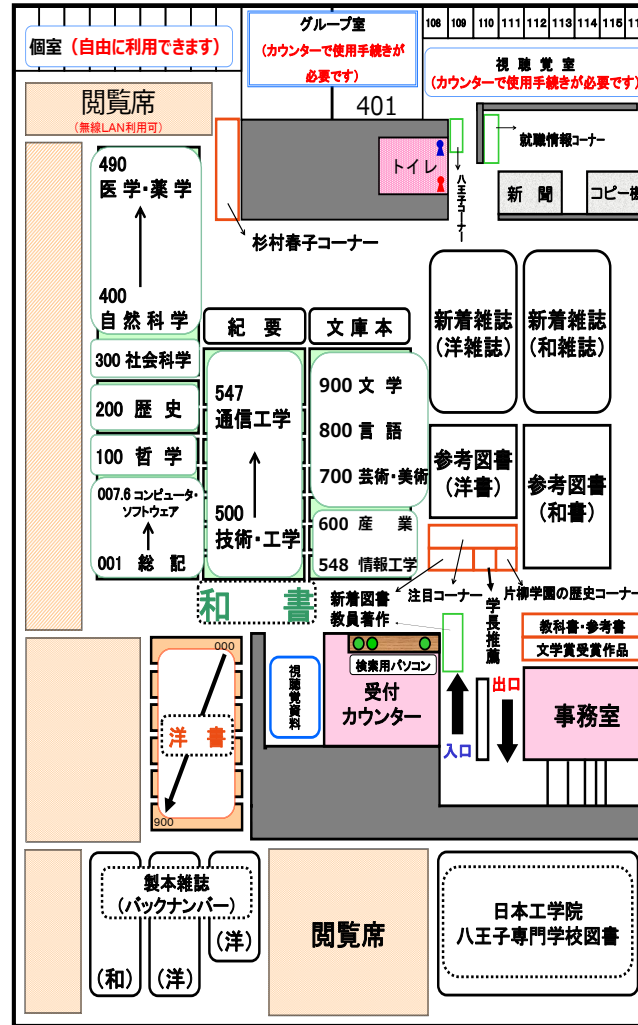 個室（自由に利用できます）
グループ室
（カウンターで使用手続きが
必要です）
401
108 109 110 111 112 113 114 115
視聴覚室
（カウンターで使用手続きが必要です）
閲覧席
（無線LAN利用可）
トイレ
八王子コーナー
就職情報コーナー
新聞
コピー機
杉村春子コーナー
490
医学・薬学
400
自然科学
300 社会科学
200 歴史
100 哲学
007.6 コンピュータ・
ソフトウェア
001 総記
紀要
547
通信工学
500
技術・工学
文庫本
900 文学
800 言語
700 芸術・美術
600 産業
548 情報工学
和書
新着雑誌
（洋雑誌）
新着雑誌
（和雑誌）
参考図書
（洋書）
参考図書
（和書）
新着図書
教員著作
注目コーナー
学長推薦
片柳学園の歴史コーナー
教科書・参考書
文学賞受賞作品
000
洋書
900
視聴覚資料
検索用パソコン
受付
カウンター
入口
出口
事務室
製本雑誌
（バックナンバー）
（和）
（洋）
（洋）
閲覧席
日本工学院
八王子専門学校図書